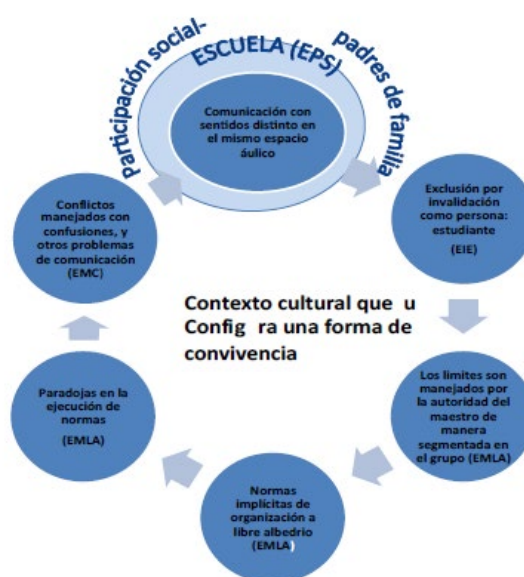 Participación social-
ESCUELA (EPS)
padres de familia
Comunicación con
sentidos distinto en
el mismo espacio
áulico
Exclusión por
invalidación como
persona:
estudiante
(EIE)
Los limites son
manejados por
la autoridad del
maestro de
manera
segmentada en
el grupo (EMLA)
Normas
implícitas de
organización a
libre albedrio
(EMLA)
Paradojas en la
ejecución de
normas
(EMLA)
Conflictos
manejados con
confusiones, y
otros problemas
de comunicación
(EMC)
Contexto cultural que u
Config ra una forma de
convivencia